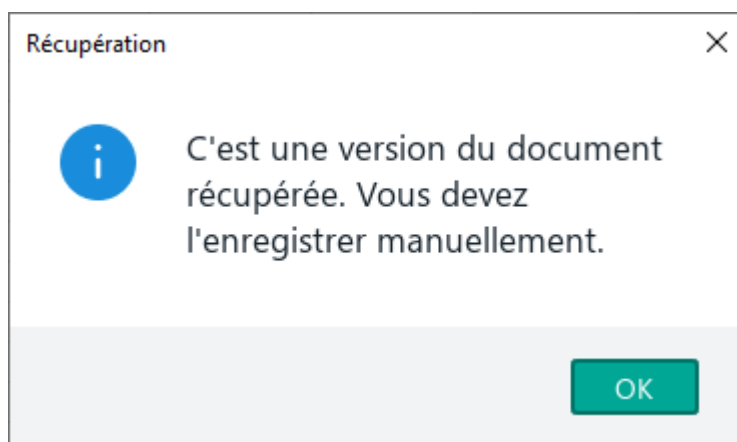 Récupération
C'est une version du document
récupérée. Vous devez
l'enregistrer manuellement.
OK